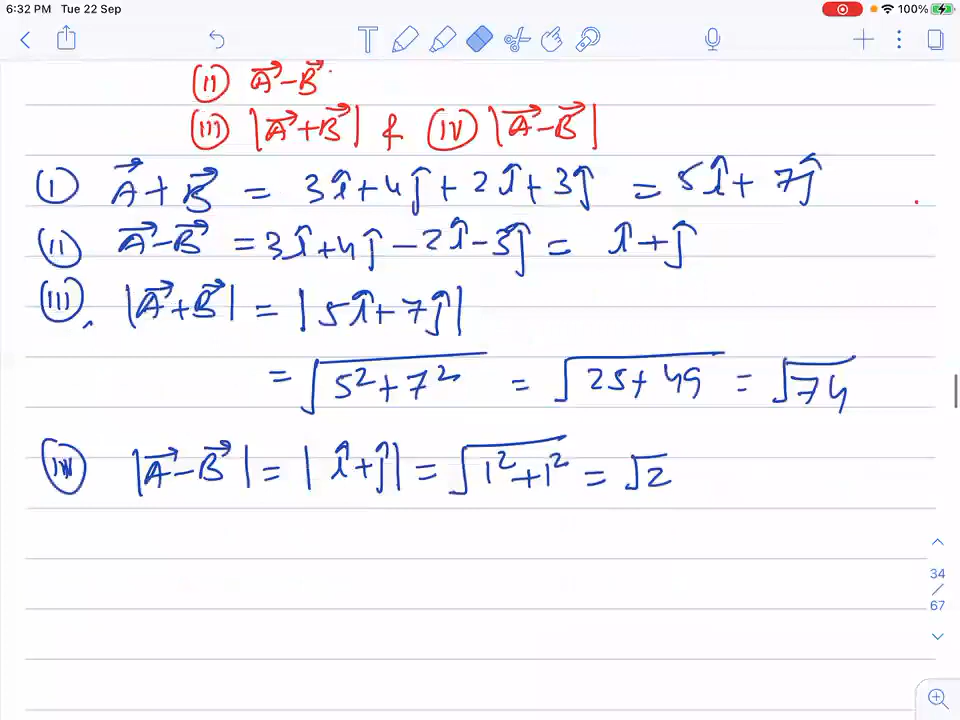 6:32 PM Tue 22 Sep 100%
(ii) A⃗ - B⃗
(iii) |A⃗ + B⃗| & (iv) |A⃗ - B⃗|
(i) A⃗ + B⃗ = 3î + 4ĵ + 2î + 3ĵ = 5î + 7ĵ
(ii) A⃗ - B⃗ = 3î + 4ĵ - 2î - 3ĵ = î + ĵ
(iii) |A⃗ + B⃗| = |5î + 7ĵ|
= √(5² + 7²) = √(25 + 49) = √74
(iv) |A⃗ - B⃗| = |î + ĵ| = √(1² + 1²) = √2
34
/
67